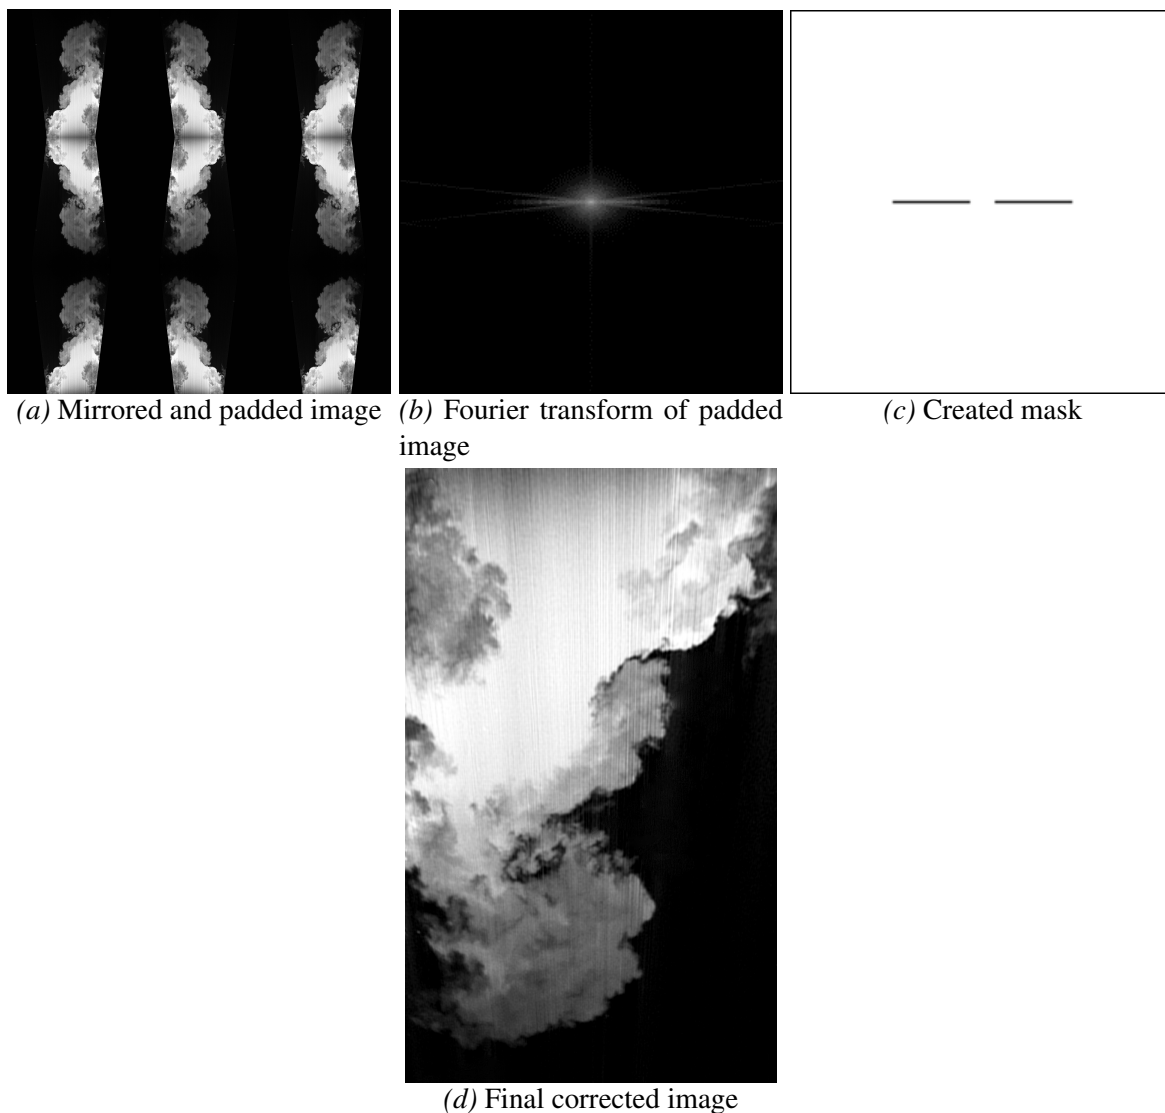 (a) Mirrored and padded image
(b) Fourier transform of padded
image
(c) Created mask
(d) Final corrected image